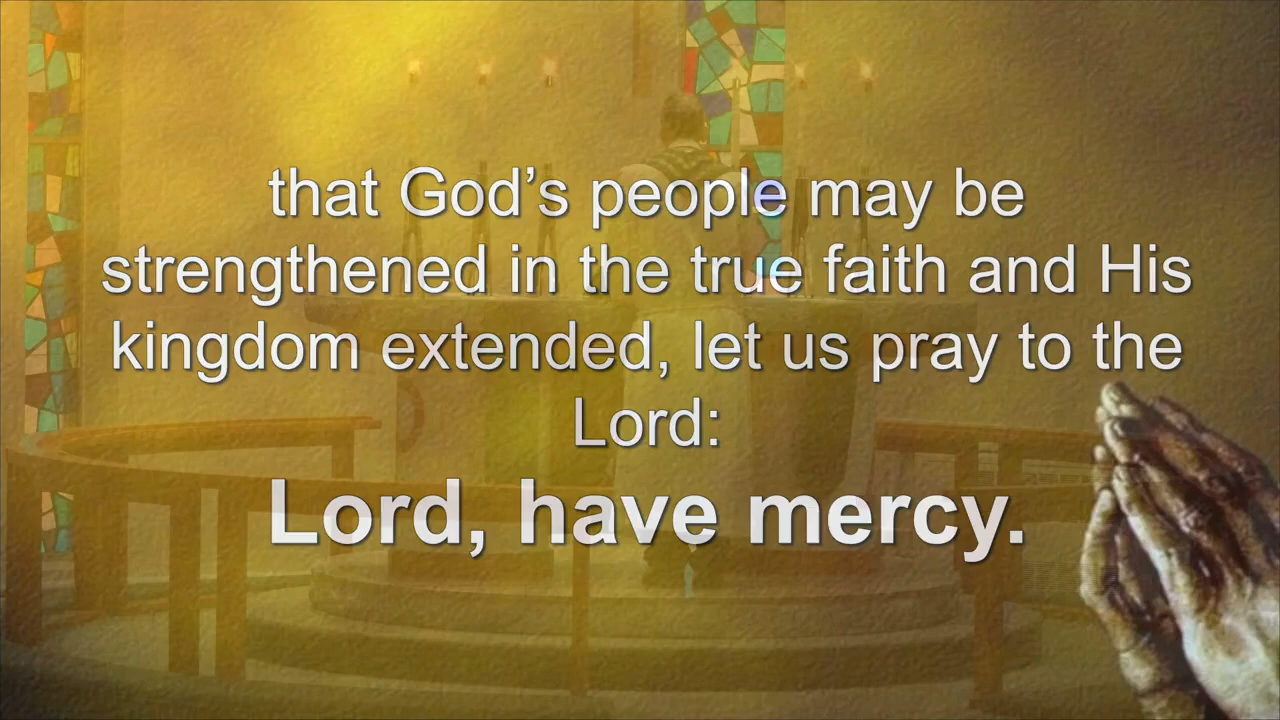 that God’s people may be
strengthened in the true faith and His
kingdom extended, let us pray to the
Lord:
Lord, have mercy.